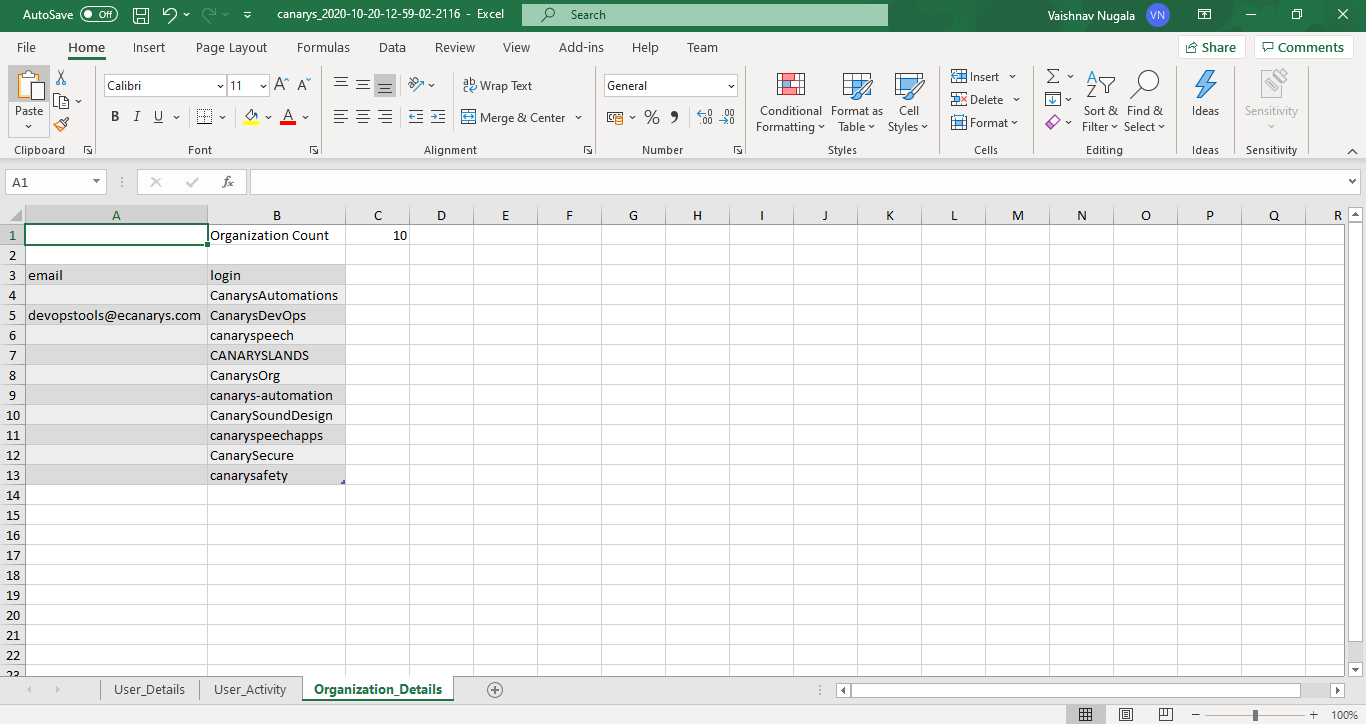 AutoSave Off canarys_2020-10-20-12-59-02-2116 - Excel Search Vaishnav Nugala VN
File Home Insert Page Layout Formulas Data Review View Add-ins Help Team Share Comments
Paste Calibri 11 A A ab Wrap Text General Conditional Formatting Format as Table Cell Styles Insert Σ Sort & Filter Find & Select Ideas Sensitivity
B I U A Merge & Center % Delete
Format
Clipboard Font Alignment Number Styles Cells Editing Ideas Sensitivity
A1 fx
A B C D E F G H I J K L M N O P Q R
1 Organization Count 10
2
3 email login
4 CanarysAutomations
5 devopstools@ecanarys.com CanarysDevOps
6 canaryspeech
7 CANARYSLANDS
8 CanarysOrg
9 canarys-automation
10 CanarySoundDesign
11 canaryspeechapps
12 CanarySecure
13 canarysafety
14
15
16
17
18
19
20
21
22
23
User_Details User_Activity Organization_Details
100%